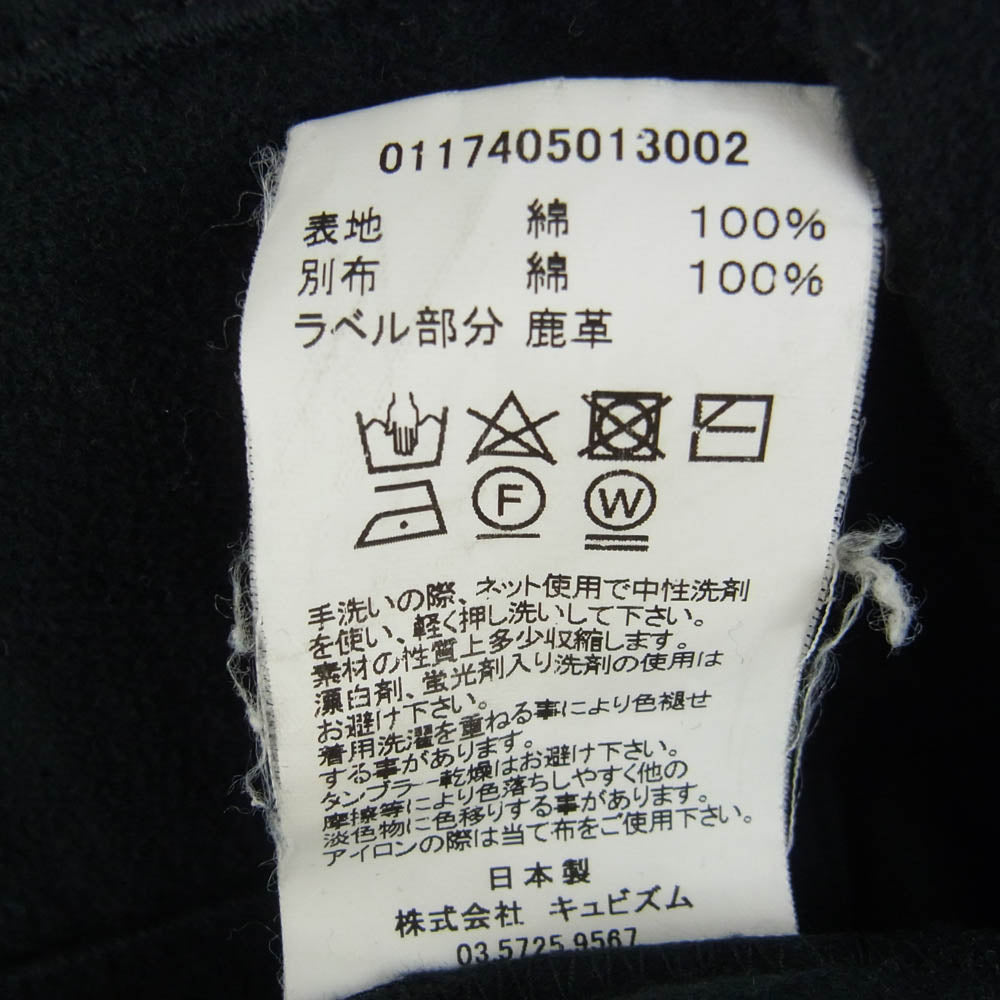 0117405013002
表地 綿 100%
別布 綿 100%
ラベル部分 鹿革
F W
手洗いの際、ネット使用で中性洗剤
を使い、軽く押し洗いして下さい。
素材の性質上多少収縮します。
漂白剤、蛍光剤入り洗剤の使用は
お避け下さい。
着用洗濯を重ねる事により色褪せ
する事があります。
タンブラー乾燥はお避け下さい。
摩擦等により色落ちしやすく他の
淡色物に色移りする事があります。
アイロンの際は当て布をご使用下さい。
日本製
株式会社 キュビズム
03.5725.9567